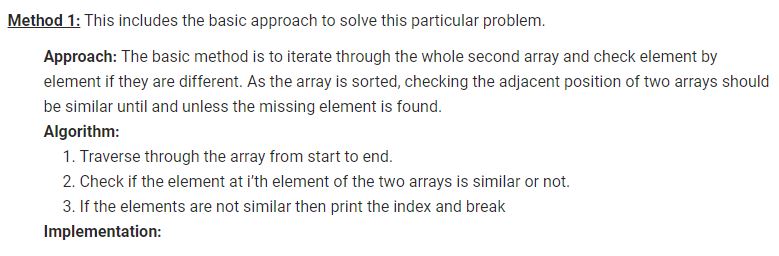 Method 1: This includes the basic approach to solve this particular problem.
Approach: The basic method is to iterate through the whole second array and check element by
element if they are different. As the array is sorted, checking the adjacent position of two arrays should
be similar until and unless the missing element is found.
Algorithm:
1. Traverse through the array from start to end.
2. Check if the element at i'th element of the two arrays is similar or not.
3. If the elements are not similar then print the index and break
Implementation: